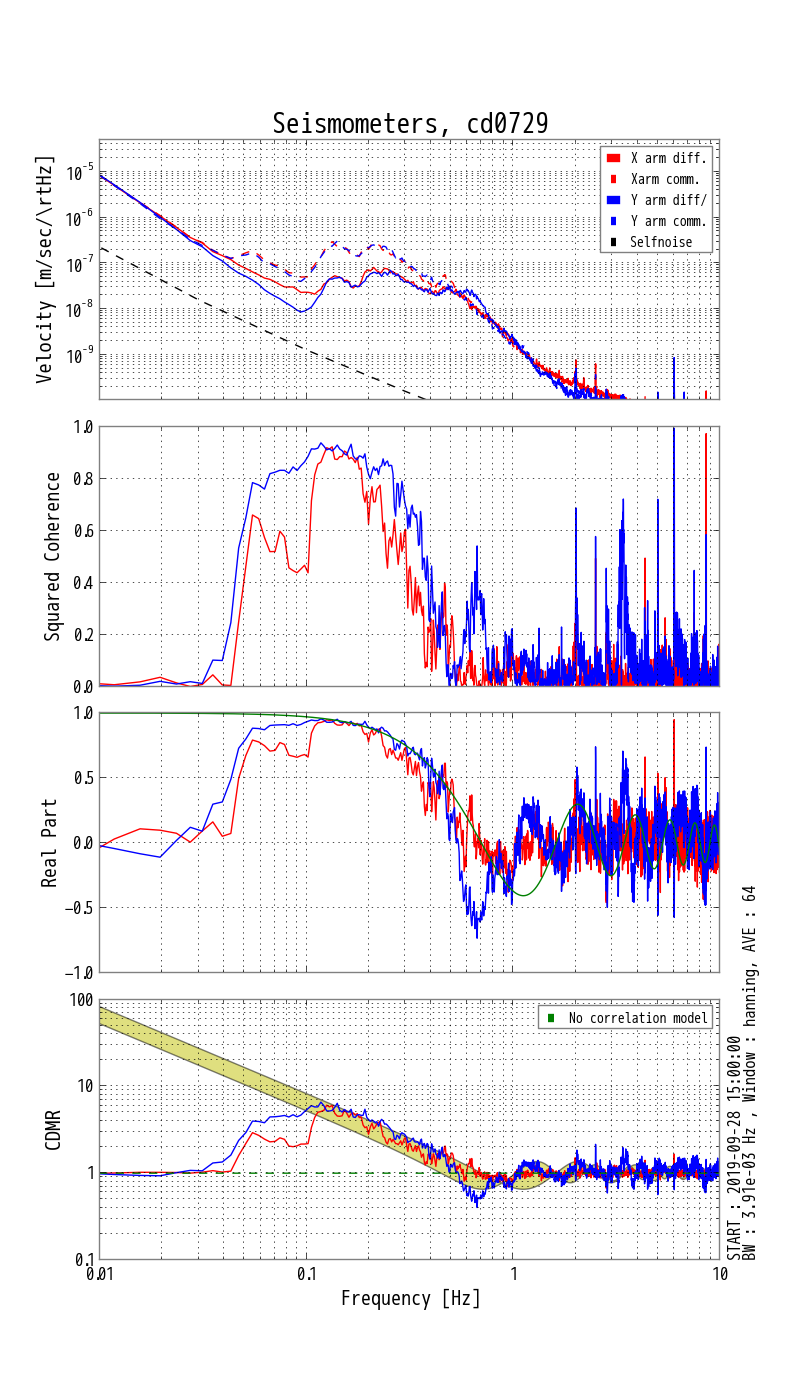 Seismometers, cd0729
Velocity [m/sec/\rtHz]
10^-5
10^-6
10^-7
10^-8
10^-9
X arm diff.
Xarm comm.
Y arm diff/
Y arm comm.
Selfnoise
Squared Coherence
1.0
0.8
0.6
0.4
0.2
0.0
Real Part
1.0
0.5
0.0
−0.5
−1.0
CDMR
100
10
1
0.1
No correlation model
0.01
0.1
1
10
Frequency [Hz]
START : 2019-09-28 15:00:00
BW : 3.91e-03 Hz , Window : hanning, AVE : 64